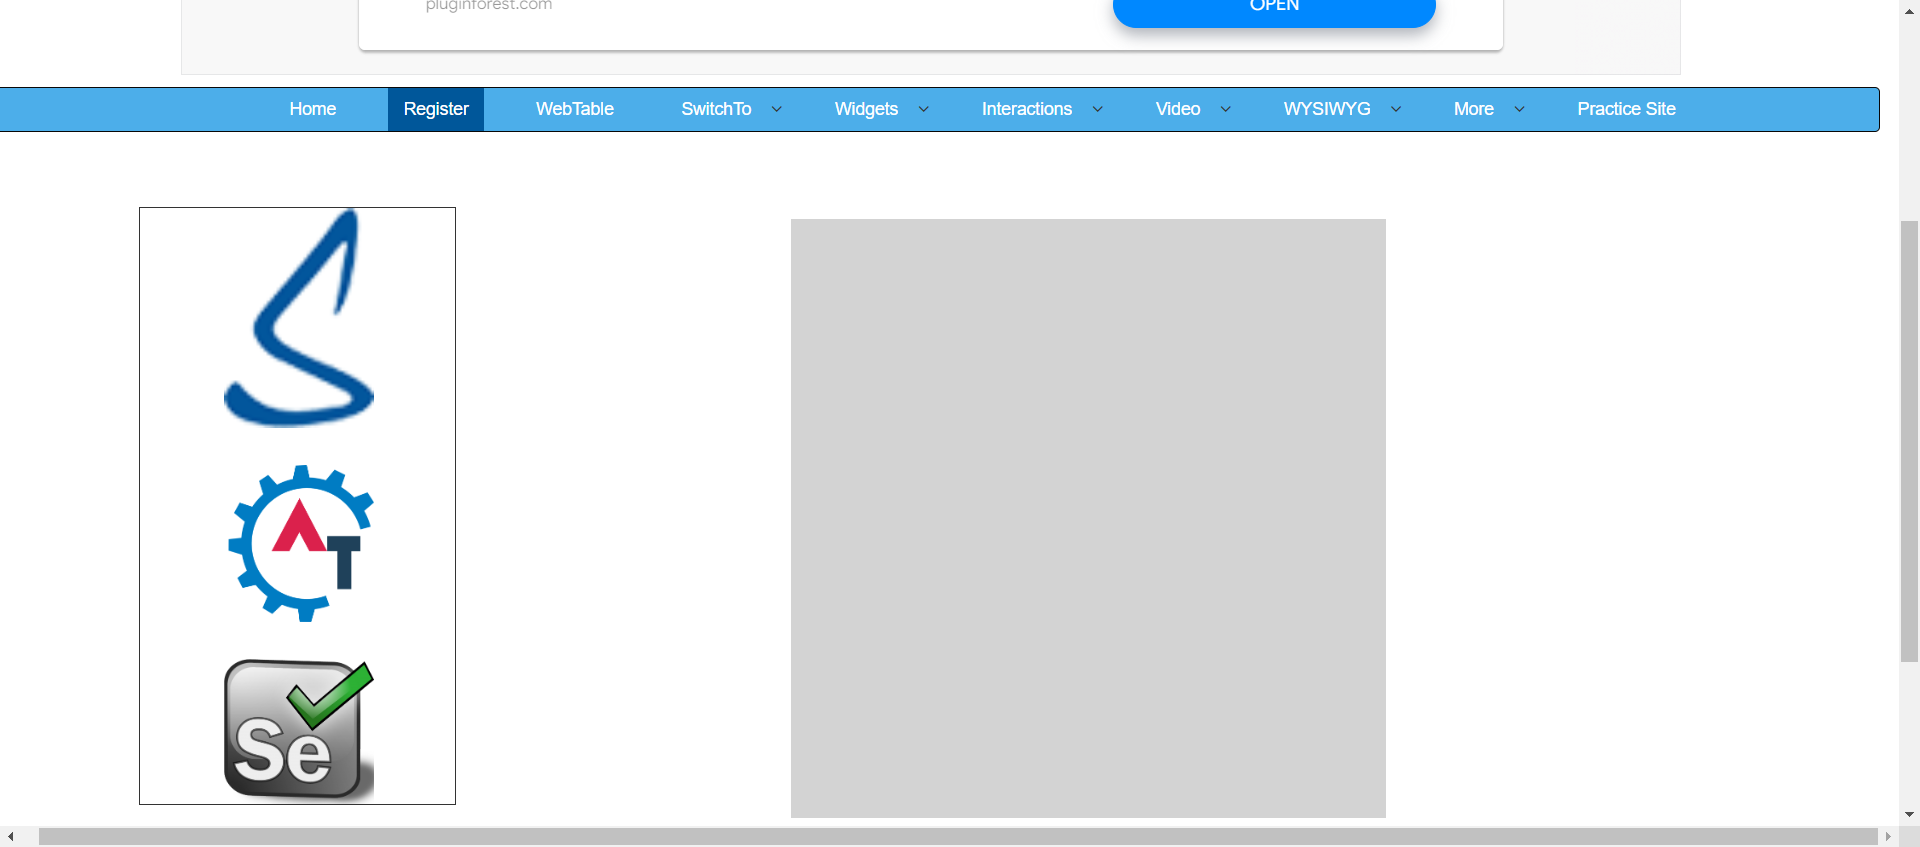 pluginforest.com
OPEN
Home Register WebTable SwitchTo Widgets Interactions Video WYSIWYG More Practice Site
AT
Se